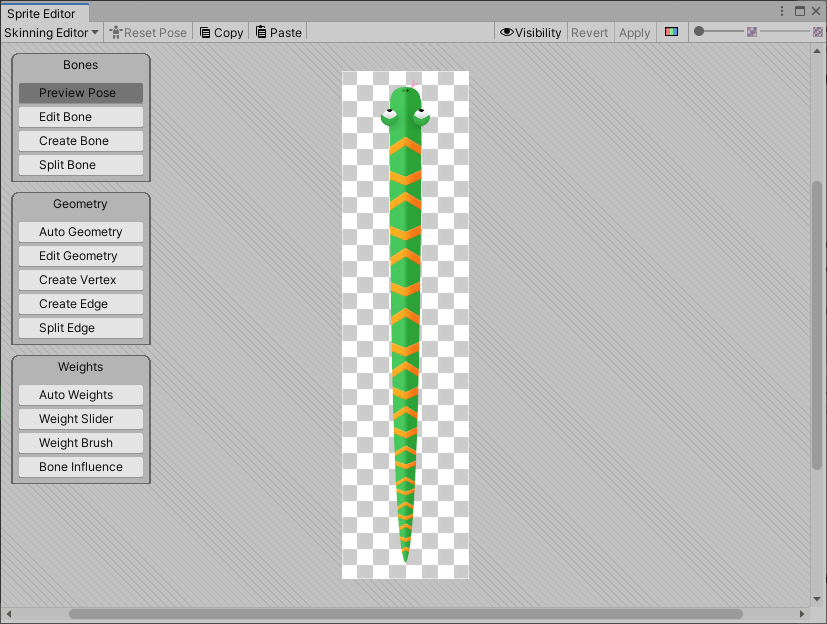 Sprite Editor
Skinning Editor Reset Pose Copy Paste Visibility Revert Apply
Bones
Preview Pose
Edit Bone
Create Bone
Split Bone
Geometry
Auto Geometry
Edit Geometry
Create Vertex
Create Edge
Split Edge
Weights
Auto Weights
Weight Slider
Weight Brush
Bone Influence